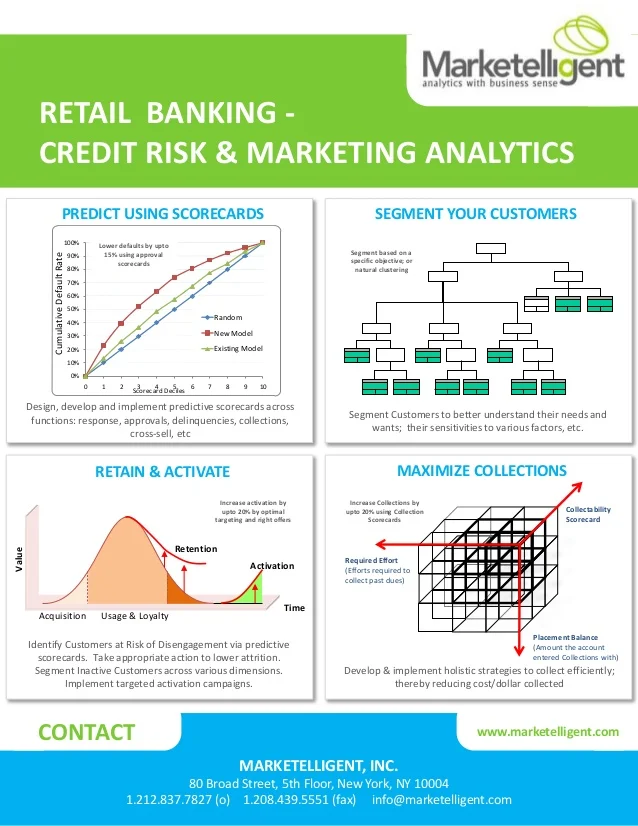 Marketelligent
analytics with business sense
RETAIL BANKING -
CREDIT RISK & MARKETING ANALYTICS
PREDICT USING SCORECARDS
Lower defaults by upto
15% using approval
scorecards
Cumulative Default Rate
100%
90%
80%
70%
60%
50%
40%
30%
20%
10%
0%
Random
New Model
Existing Model
0 1 2 3 4 5 6 7 8 9 10
Scorecard Deciles
Design, develop and implement predictive scorecards across
functions: response, approvals, delinquencies, collections,
cross-sell, etc
SEGMENT YOUR CUSTOMERS
Segment based on a
specific objective; or
natural clustering
Segment Customers to better understand their needs and
wants; their sensitivities to various factors, etc.
RETAIN & ACTIVATE
Increase activation by
upto 20% by optimal
targeting and right offers
Value
Retention
Activation
Time
Acquisition Usage & Loyalty
Identify Customers at Risk of Disengagement via predictive
scorecards. Take appropriate action to lower attrition.
Segment Inactive Customers across various dimensions.
Implement targeted activation campaigns.
MAXIMIZE COLLECTIONS
Increase Collections by
upto 20% using Collection
Scorecards
Collectability
Scorecard
Required Effort
(Efforts required to
collect past dues)
Placement Balance
(Amount the account
entered Collections with)
Develop & implement holistic strategies to collect efficiently;
thereby reducing cost/dollar collected
CONTACT
www.marketelligent.com
MARKETELLIGENT, INC.
80 Broad Street, 5th Floor, New York, NY 10004
1.212.837.7827 (o) 1.208.439.5551 (fax) info@marketelligent.com